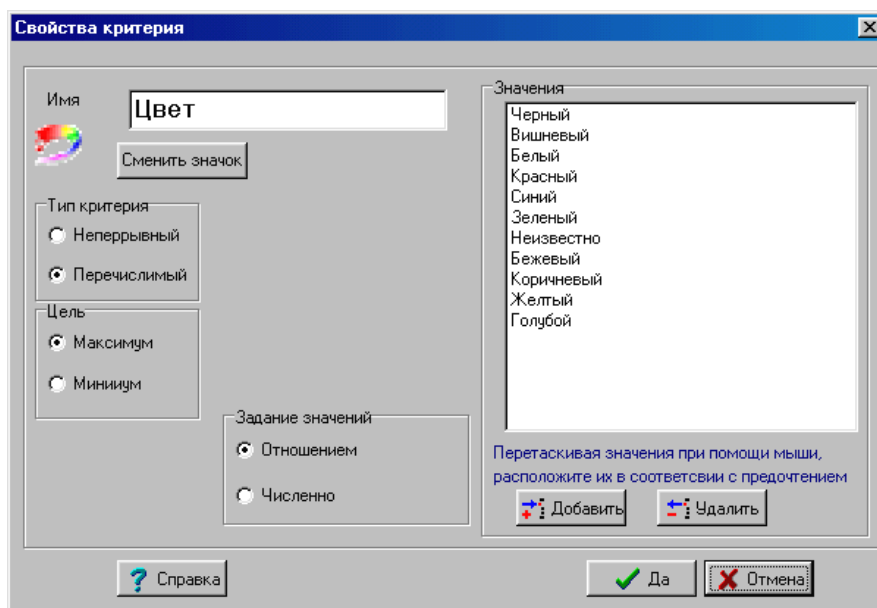 Свойства критерия
Имя
Цвет
Сменить значок
Тип критерия
Неперрывный
Перечислимый
Цель
Максимум
Миниıум
Задание значений
Отношением
Численно
Значения
Черный
Вишневый
Белый
Красный
Синий
Зеленый
Неизвестно
Бежевый
Коричневый
Желтый
Голубой
Перетаскивая значения при помощи мыши,
расположите их в соответсвии с предочтением
Добавить
Удалить
Справка
Да
Отмена